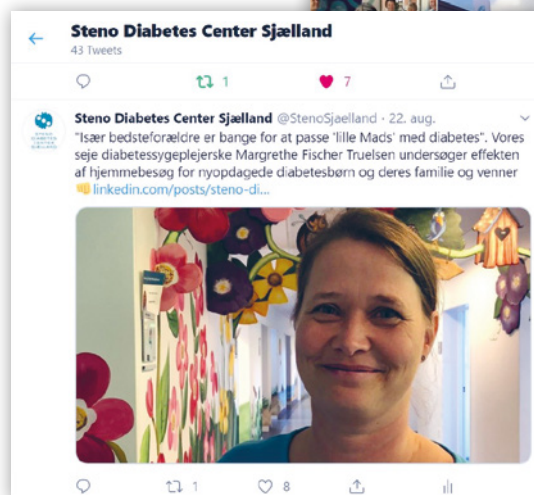 Steno Diabetes Center Sjælland
43 Tweets
1 7
Steno Diabetes Center Sjælland @StenoSjaelland · 22. aug.
"Især bedsteforældre er bange for at passe 'lille Mads' med diabetes". Vores
seje diabetessygeplejerske Margrethe Fischer Truelsen undersøger effekten
af hjemmebesøg for nyopdagede diabetesbørn og deres familie og venner
linkedin.com/posts/steno-di...
1 8